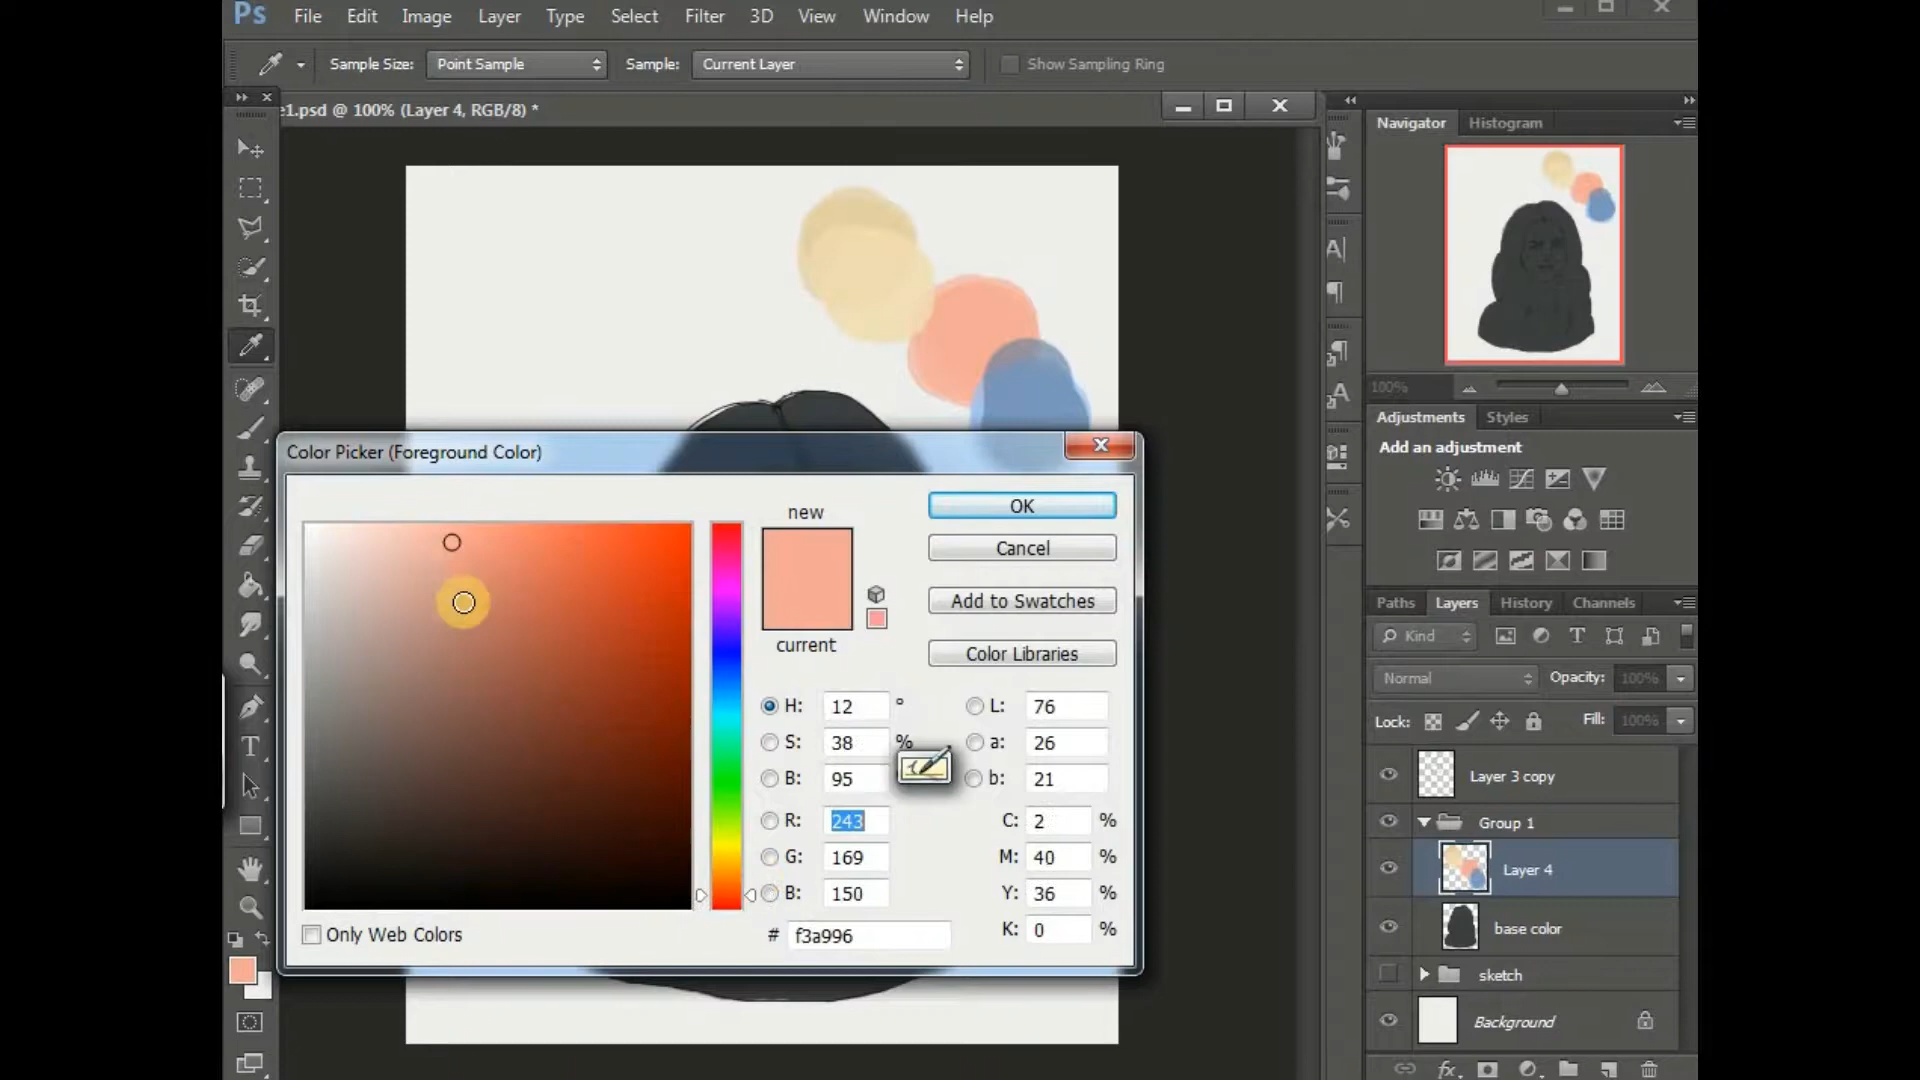 Ps File Edit Image Layer Type Select Filter 3D View Window Help
Sample Size: Point Sample Sample: Current Layer Show Sampling Ring
e1.psd @ 100% (Layer 4, RGB/8) *
Navigator Histogram
100%
Adjustments Styles
Add an adjustment
Paths Layers History Channels
Kind
Normal Opacity: 100%
Lock: Fill: 100%
Layer 3 copy
Group 1
Layer 4
base color
sketch
Background
Color Picker (Foreground Color)
new
current
OK
Cancel
Add to Swatches
Color Libraries
H: 12 ° L: 76
S: 38 % a: 26
B: 95 b: 21
R: 243 C: 2 %
G: 169 M: 40 %
B: 150 Y: 36 %
# f3a996 K: 0 %
Only Web Colors